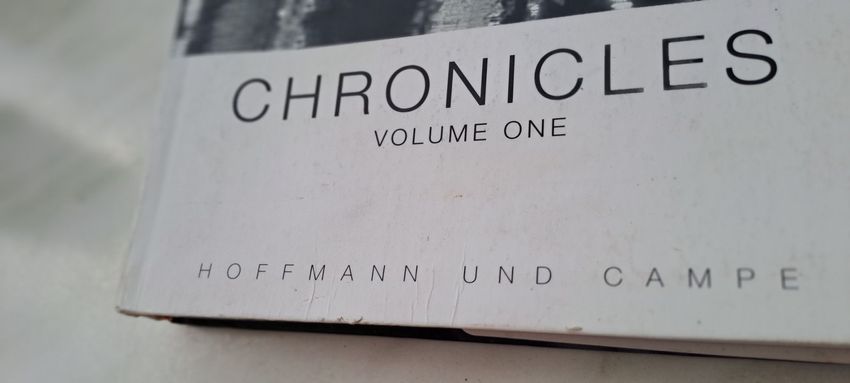 CHRONICLES
VOLUME ONE
HOFFMANN UND CAMPE